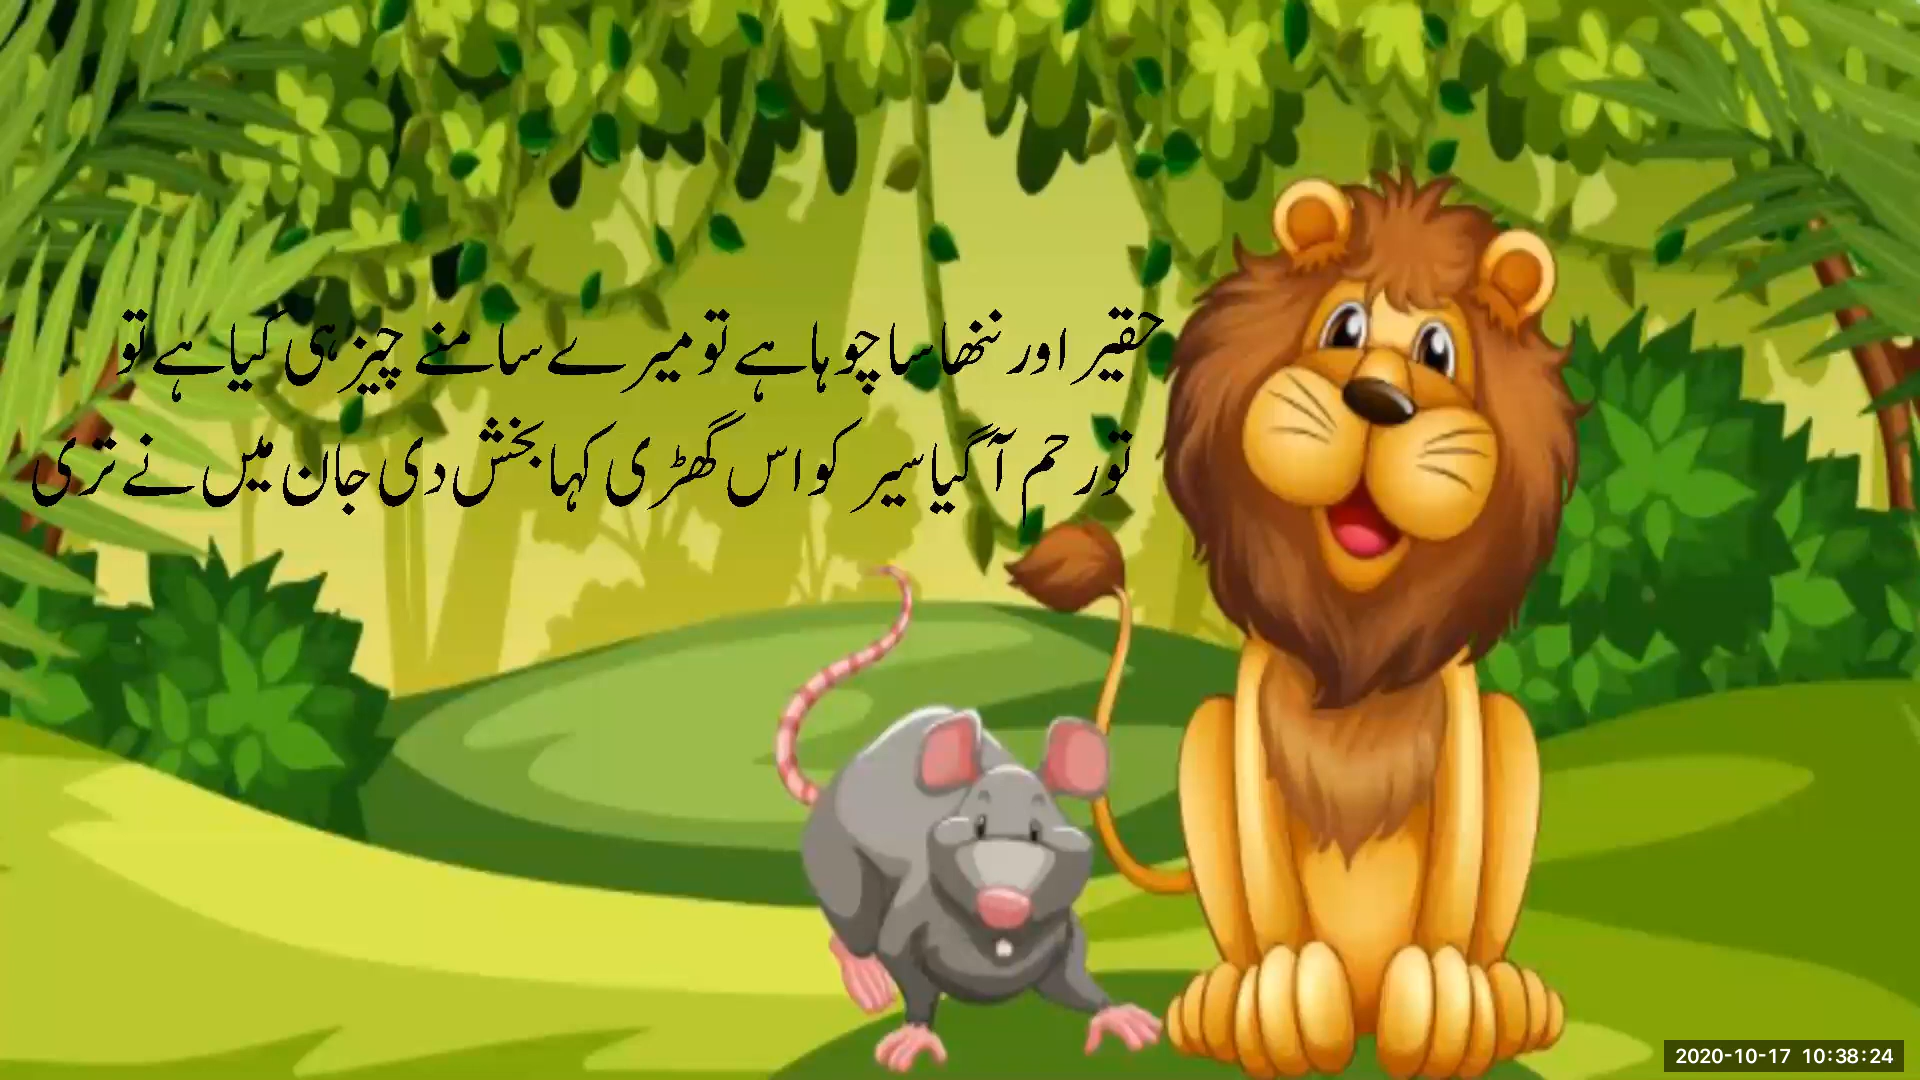 حقیر اور ننھا سا چوہا ہے تو میرے سامنے چیز ہی کیا ہے تو
تو رحم آ گیا سیر کو اس گھڑی کہا بخش دی جان میں نے تری
2020-10-17 10:38:24